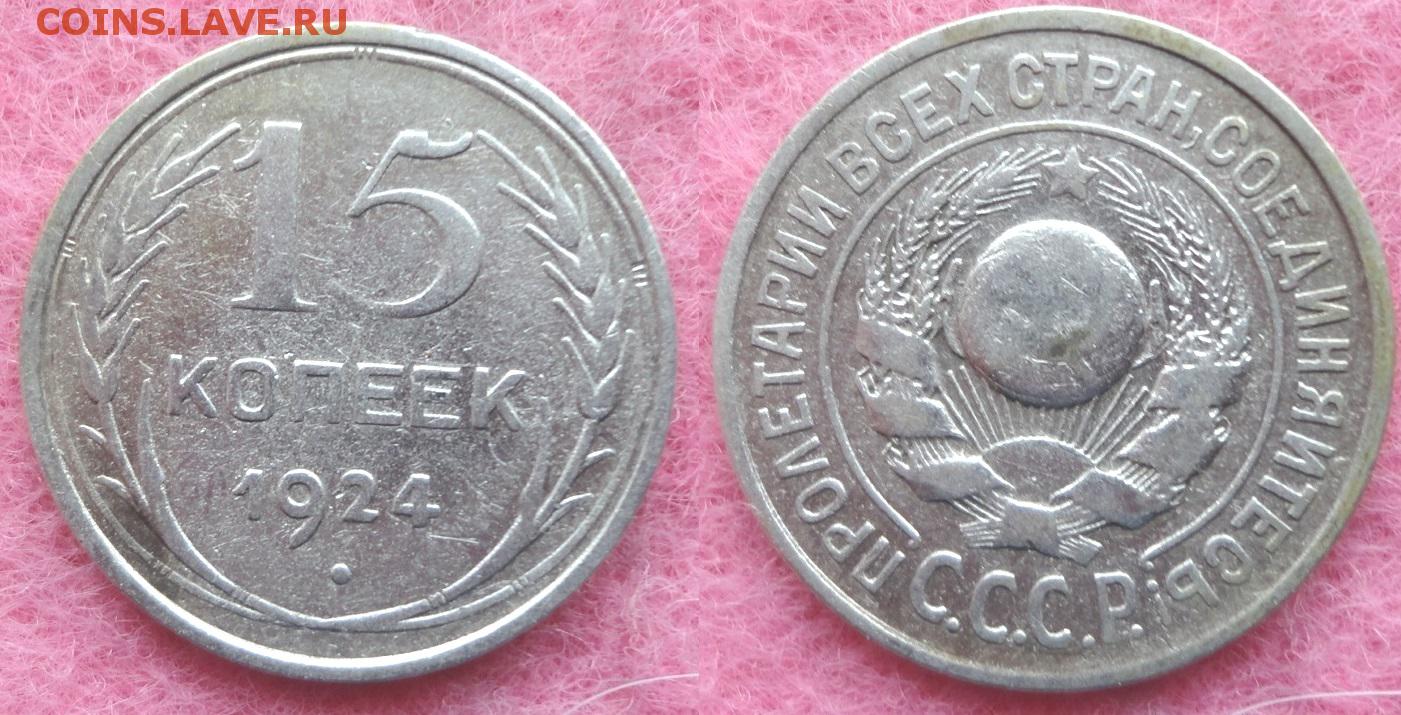 COINS.LAVE.RU
15
КОПЕЕК
1924
ПРОЛЕТАРИИ ВСЕХ СТРАН, СОЕДИНЯЙТЕСЬ!
С.С.С.Р.